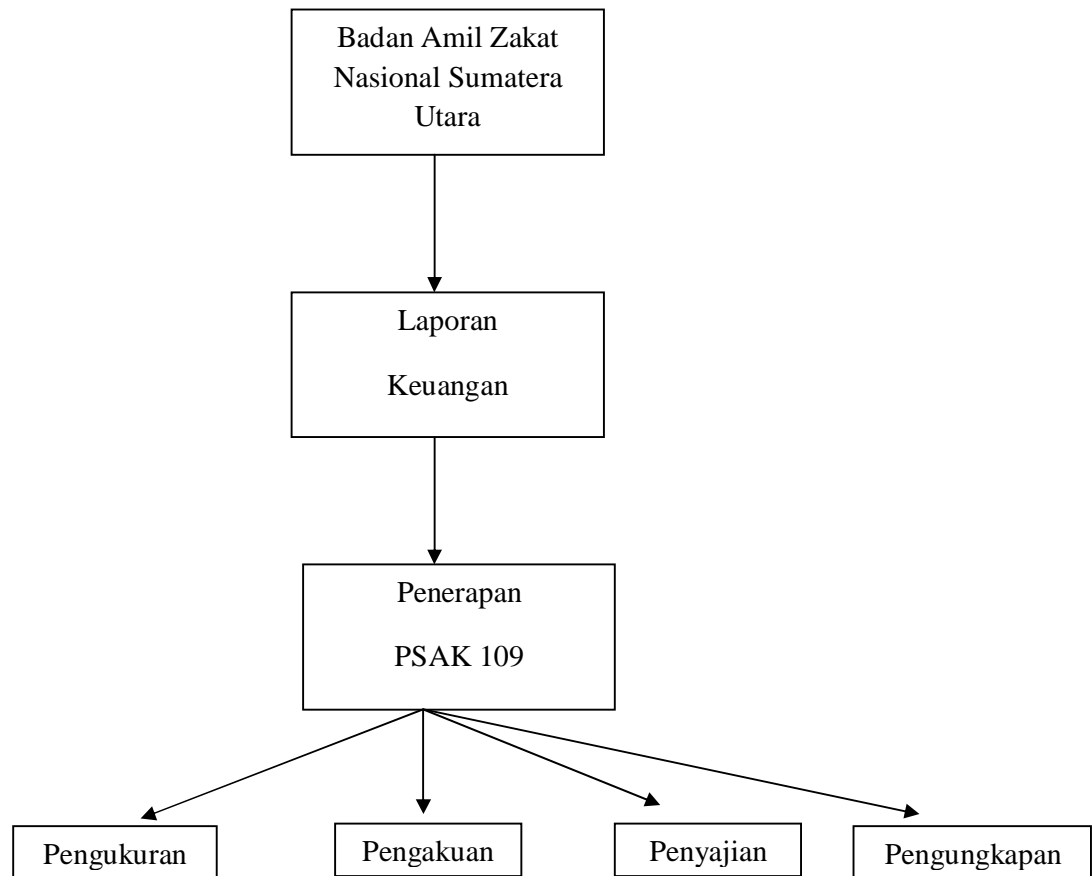 Badan Amil Zakat
Nasional Sumatera
Utara
Laporan
Keuangan
Penerapan
PSAK 109
Pengukuran
Pengakuan
Penyajian
Pengungkapan